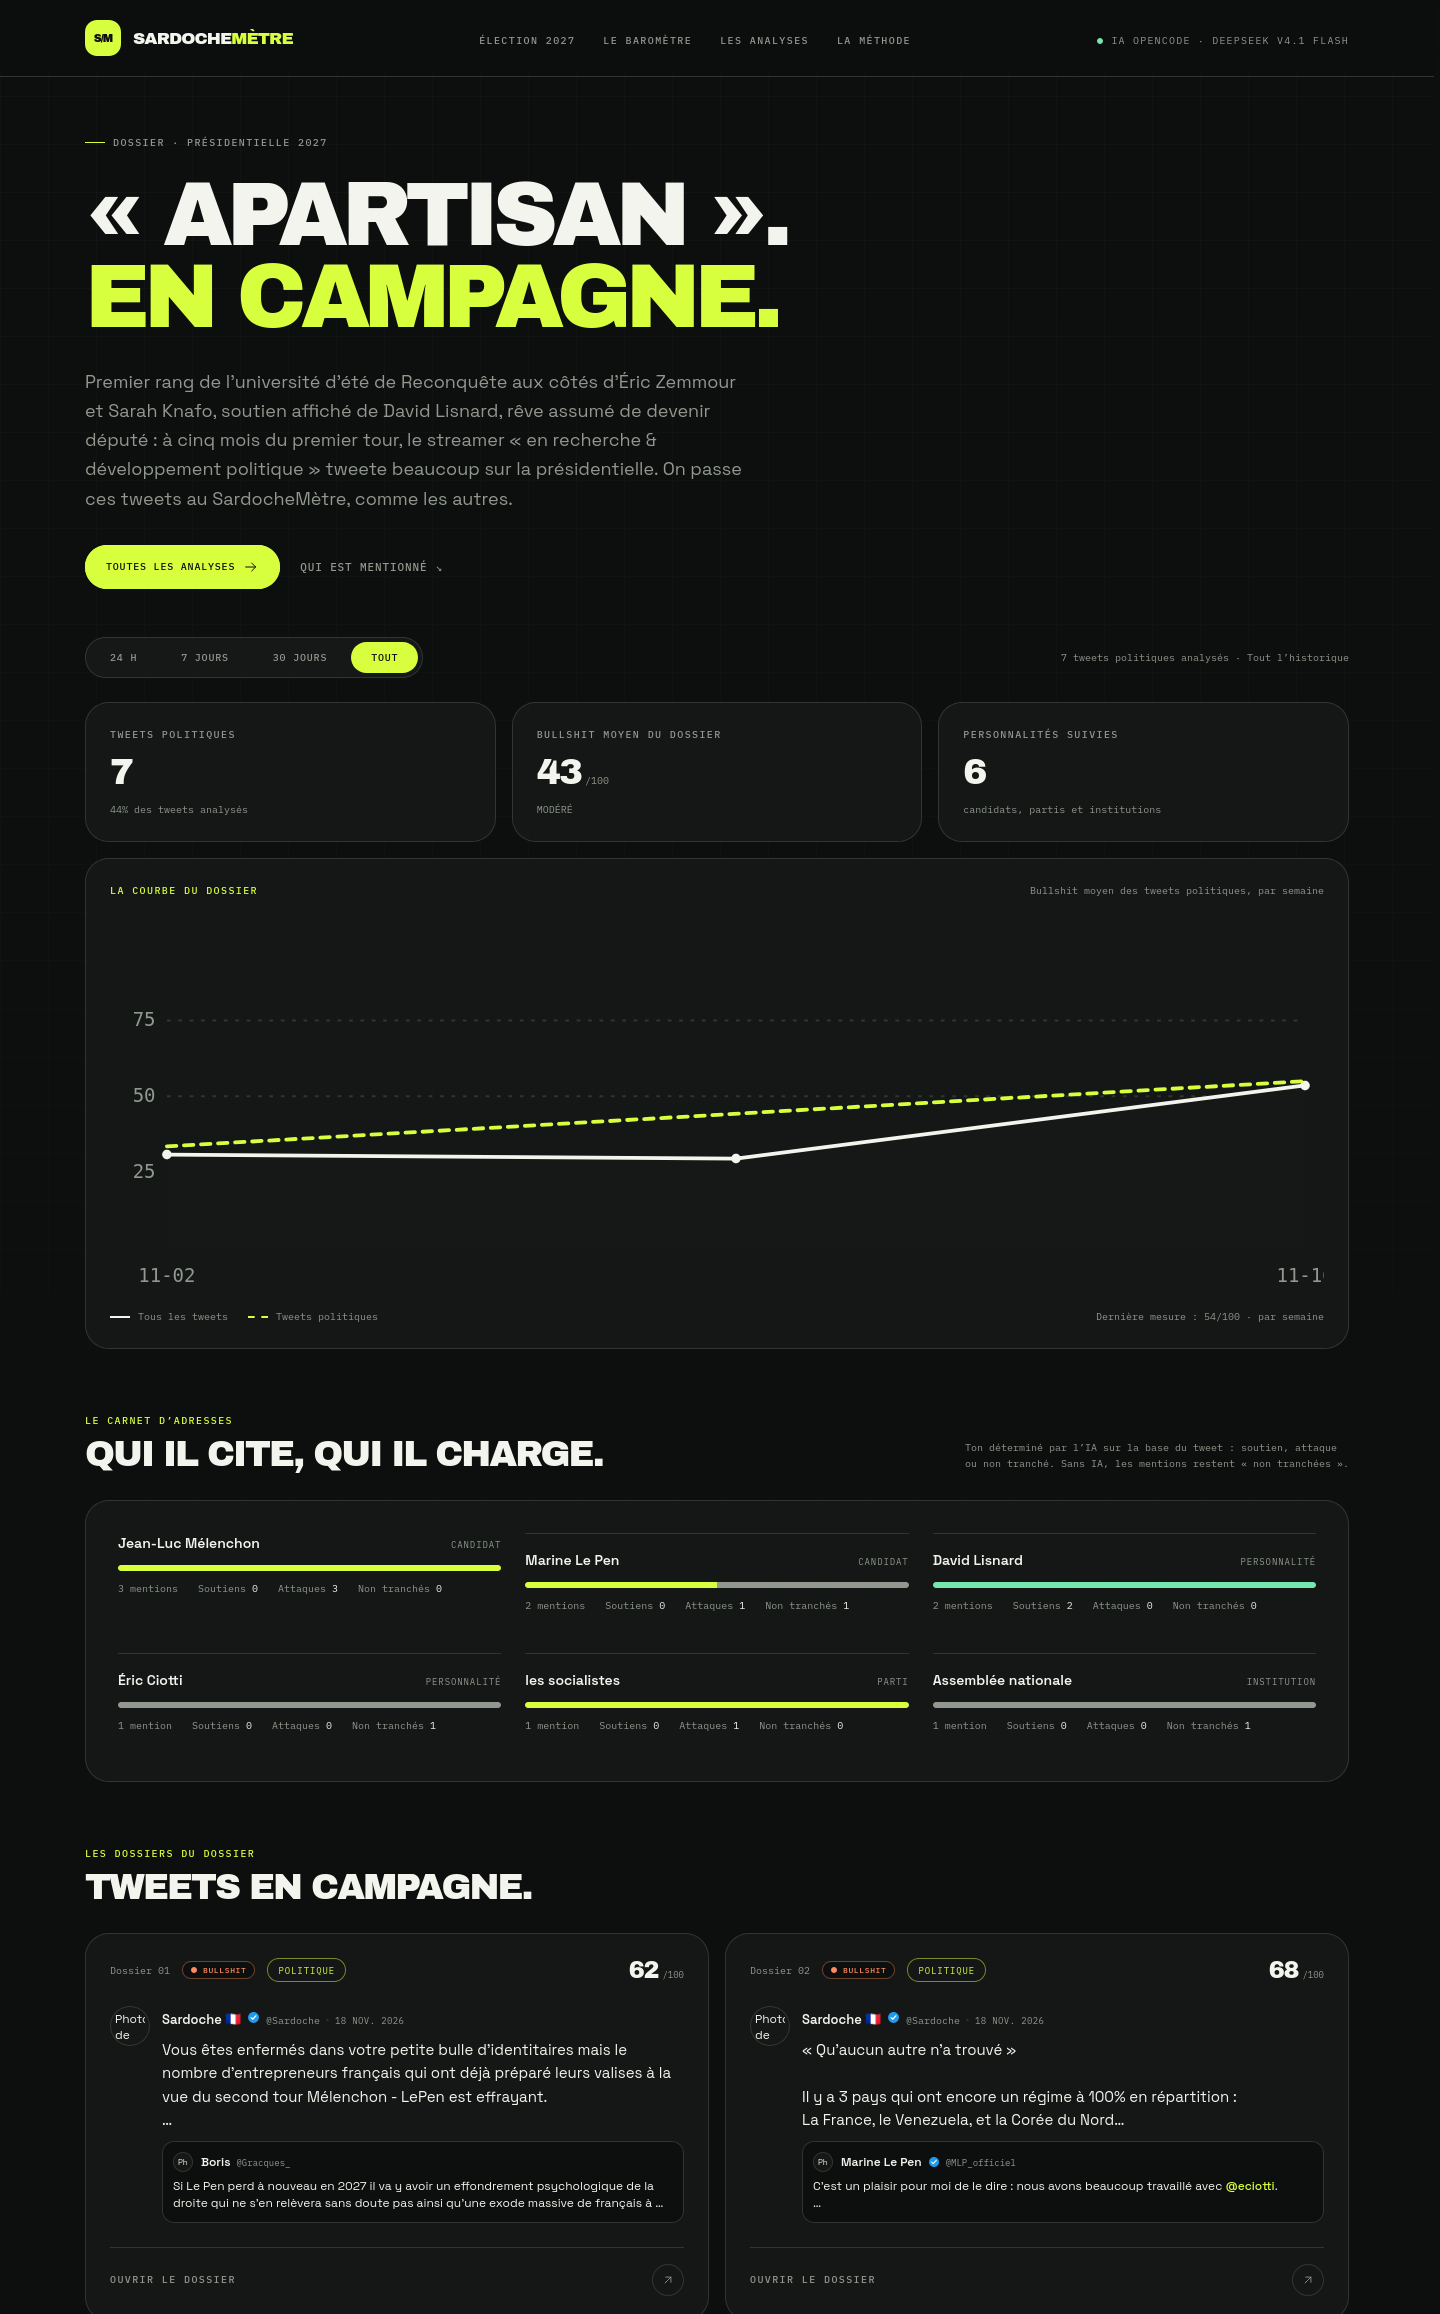 S/M SARDOCHEMÈTRE ÉLECTION 2027 LE BAROMÈTRE LES ANALYSES LA MÉTHODE IA OPENCODE · DEEPSEEK V4.1 FLASH
DOSSIER · PRÉSIDENTIELLE 2027
« APARTISAN ».
EN CAMPAGNE.
Premier rang de l’université d’été de Reconquête aux côtés d’Éric Zemmour
et Sarah Knafo, soutien affiché de David Lisnard, rêve assumé de devenir
député : à cinq mois du premier tour, le streamer « en recherche &
développement politique » tweete beaucoup sur la présidentielle. On passe
ces tweets au SardocheMètre, comme les autres.
TOUTES LES ANALYSES → QUI EST MENTIONNÉ ↘
24 H 7 JOURS 30 JOURS TOUT 7 tweets politiques analysés · Tout l’historique
TWEETS POLITIQUES
7
44% des tweets analysés
BULLSHIT MOYEN DU DOSSIER
43 /100
MODÉRÉ
PERSONNALITÉS SUIVIES
6
candidats, partis et institutions
LA COURBE DU DOSSIER Bullshit moyen des tweets politiques, par semaine
75
50
25
11-02 11-1
Tous les tweets Tweets politiques Dernière mesure : 54/100 · par semaine
LE CARNET D’ADRESSES
QUI IL CITE, QUI IL CHARGE.
Ton déterminé par l’IA sur la base du tweet : soutien, attaque
ou non tranché. Sans IA, les mentions restent « non tranchées ».
Jean-Luc Mélenchon CANDIDAT
3 mentions Soutiens 0 Attaques 3 Non tranchés 0
Marine Le Pen CANDIDAT
2 mentions Soutiens 0 Attaques 1 Non tranchés 1
David Lisnard PERSONNALITÉ
2 mentions Soutiens 2 Attaques 0 Non tranchés 0
Éric Ciotti PERSONNALITÉ
1 mention Soutiens 0 Attaques 0 Non tranchés 1
les socialistes PARTI
1 mention Soutiens 0 Attaques 1 Non tranchés 0
Assemblée nationale INSTITUTION
1 mention Soutiens 0 Attaques 0 Non tranchés 1
LES DOSSIERS DU DOSSIER
TWEETS EN CAMPAGNE.
Dossier 01 BULLSHIT POLITIQUE 62 /100
Photo
de
Sardoche 🇫🇷 @Sardoche · 18 NOV. 2026
Vous êtes enfermés dans votre petite bulle d’identitaires mais le
nombre d’entrepreneurs français qui ont déjà préparé leurs valises à la
vue du second tour Mélenchon - LePen est effrayant.
…
Ph Boris @Gracques_
Si Le Pen perd à nouveau en 2027 il va y avoir un effondrement psychologique de la
droite qui ne s’en relèvera sans doute pas ainsi qu’une exode massive de français à …
OUVRIR LE DOSSIER
Dossier 02 BULLSHIT POLITIQUE 68 /100
Photo
de
Sardoche 🇫🇷 @Sardoche · 18 NOV. 2026
« Qu’aucun autre n’a trouvé »
Il y a 3 pays qui ont encore un régime à 100% en répartition :
La France, le Venezuela, et la Corée du Nord…
Ph Marine Le Pen @MLP_officiel
C’est un plaisir pour moi de le dire : nous avons beaucoup travaillé avec @eciotti.
…
OUVRIR LE DOSSIER